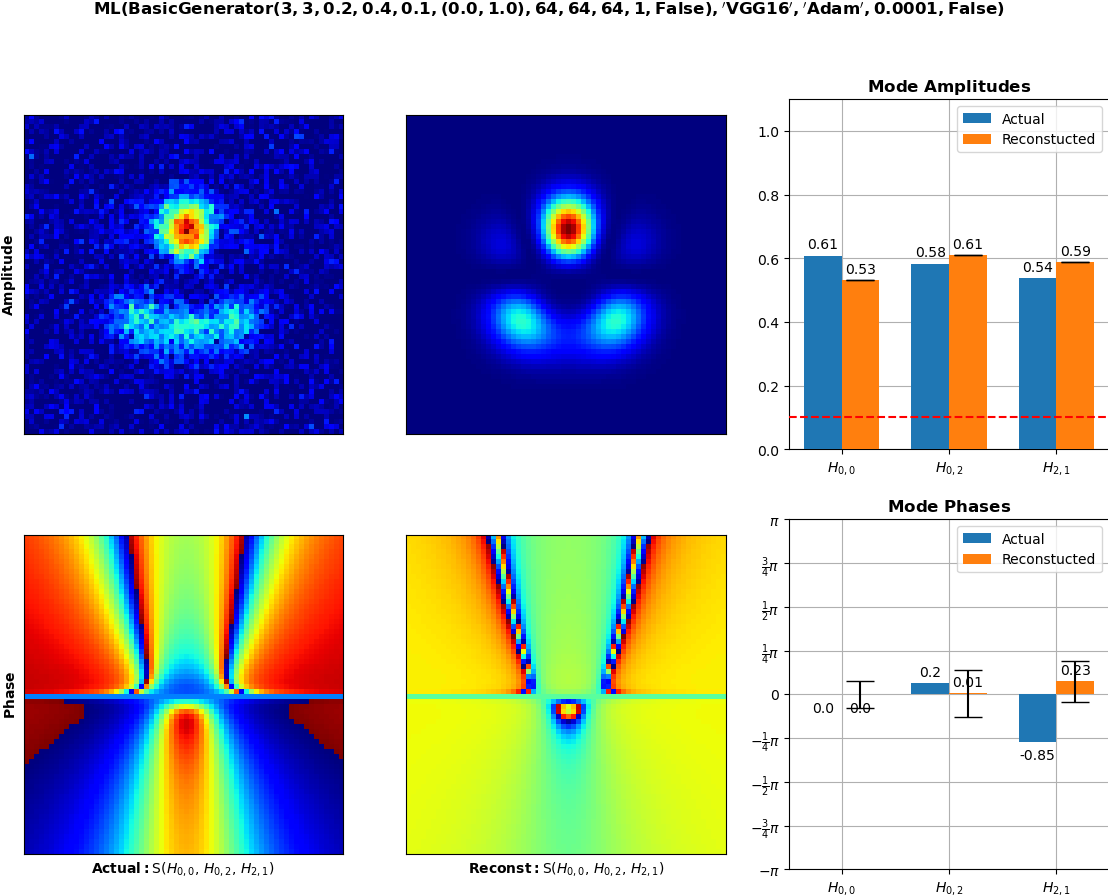 ML(BasicGenerator(3, 3, 0.2, 0.4, 0.1, (0.0, 1.0), 64, 64, 64, 1, False), ′VGG16′, ′Adam′, 0.0001, False)
Amplitude
Mode Amplitudes
Actual
Reconstucted
1.0
0.8
0.6
0.4
0.2
0.0
0.61
0.53
0.58
0.61
0.54
0.59
H0,0
H0,2
H2,1
Phase
Actual: S(H0,0, H0,2, H2,1)
Reconst: S(H0,0, H0,2, H2,1)
Mode Phases
Actual
Reconstucted
π
3/4π
1/2π
1/4π
0
−1/4π
−1/2π
−3/4π
−π
0.0
-0.0
0.2
0.01
-0.85
0.23
H0,0
H0,2
H2,1